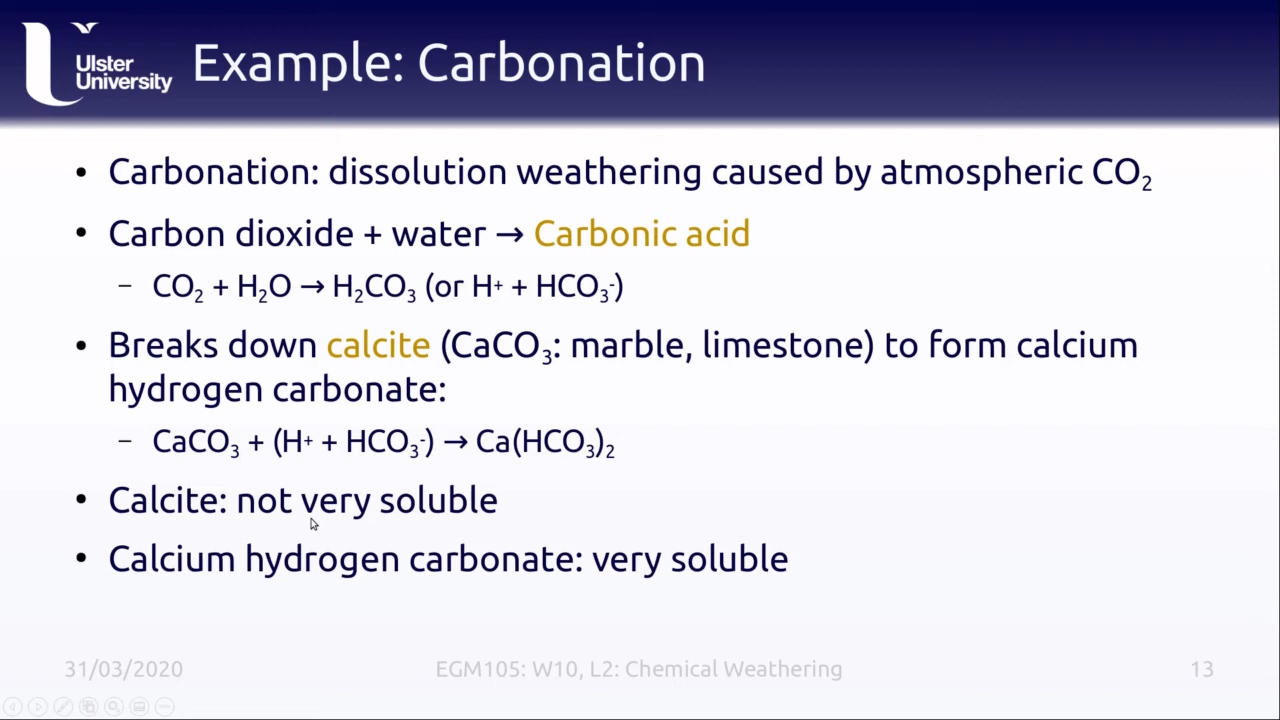 Ulster
University
Example: Carbonation
• Carbonation: dissolution weathering caused by atmospheric CO₂
• Carbon dioxide + water → Carbonic acid
– CO₂ + H₂O → H₂CO₃ (or H⁺ + HCO₃⁻)
• Breaks down calcite (CaCO₃: marble, limestone) to form calcium
hydrogen carbonate:
– CaCO₃ + (H⁺ + HCO₃⁻) → Ca(HCO₃)₂
• Calcite: not very soluble
• Calcium hydrogen carbonate: very soluble
31/03/2020 EGM105: W10, L2: Chemical Weathering 13